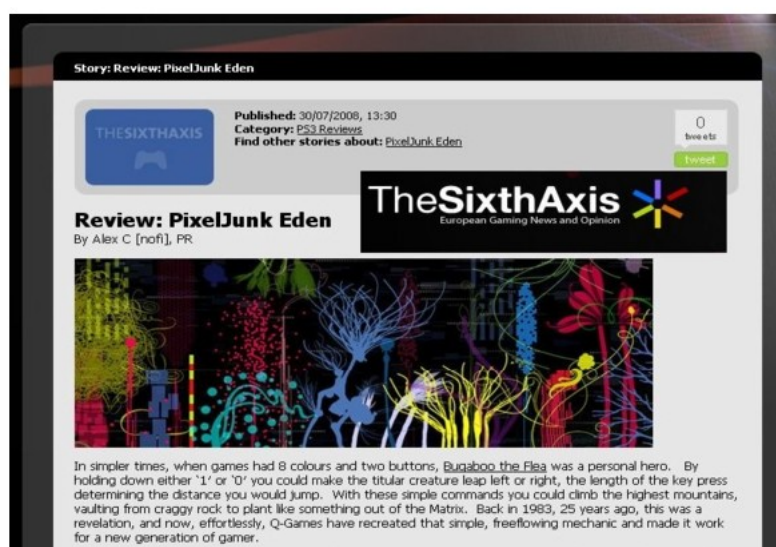 Story: Review: PixelJunk Eden
THESIXTHAXIS
Published: 30/07/2008, 13:30
Category: PS3 Reviews
Find other stories about: PixelJunk Eden
0
tweets
tweet
TheSixthAxis
European Gaming News and Opinion
Review: PixelJunk Eden
By Alex C [nofi], PR
In simpler times, when games had 8 colours and two buttons, Bugaboo the Flea was a personal hero. By
holding down either '1' or '0' you could make the titular creature leap left or right, the length of the key press
determining the distance you would jump. With these simple commands you could climb the highest mountains,
vaulting from craggy rock to plant like something out of the Matrix. Back in 1983, 25 years ago, this was a
revelation, and now, effortlessly, Q-Games have recreated that simple, freeflowing mechanic and made it work
for a new generation of gamer.